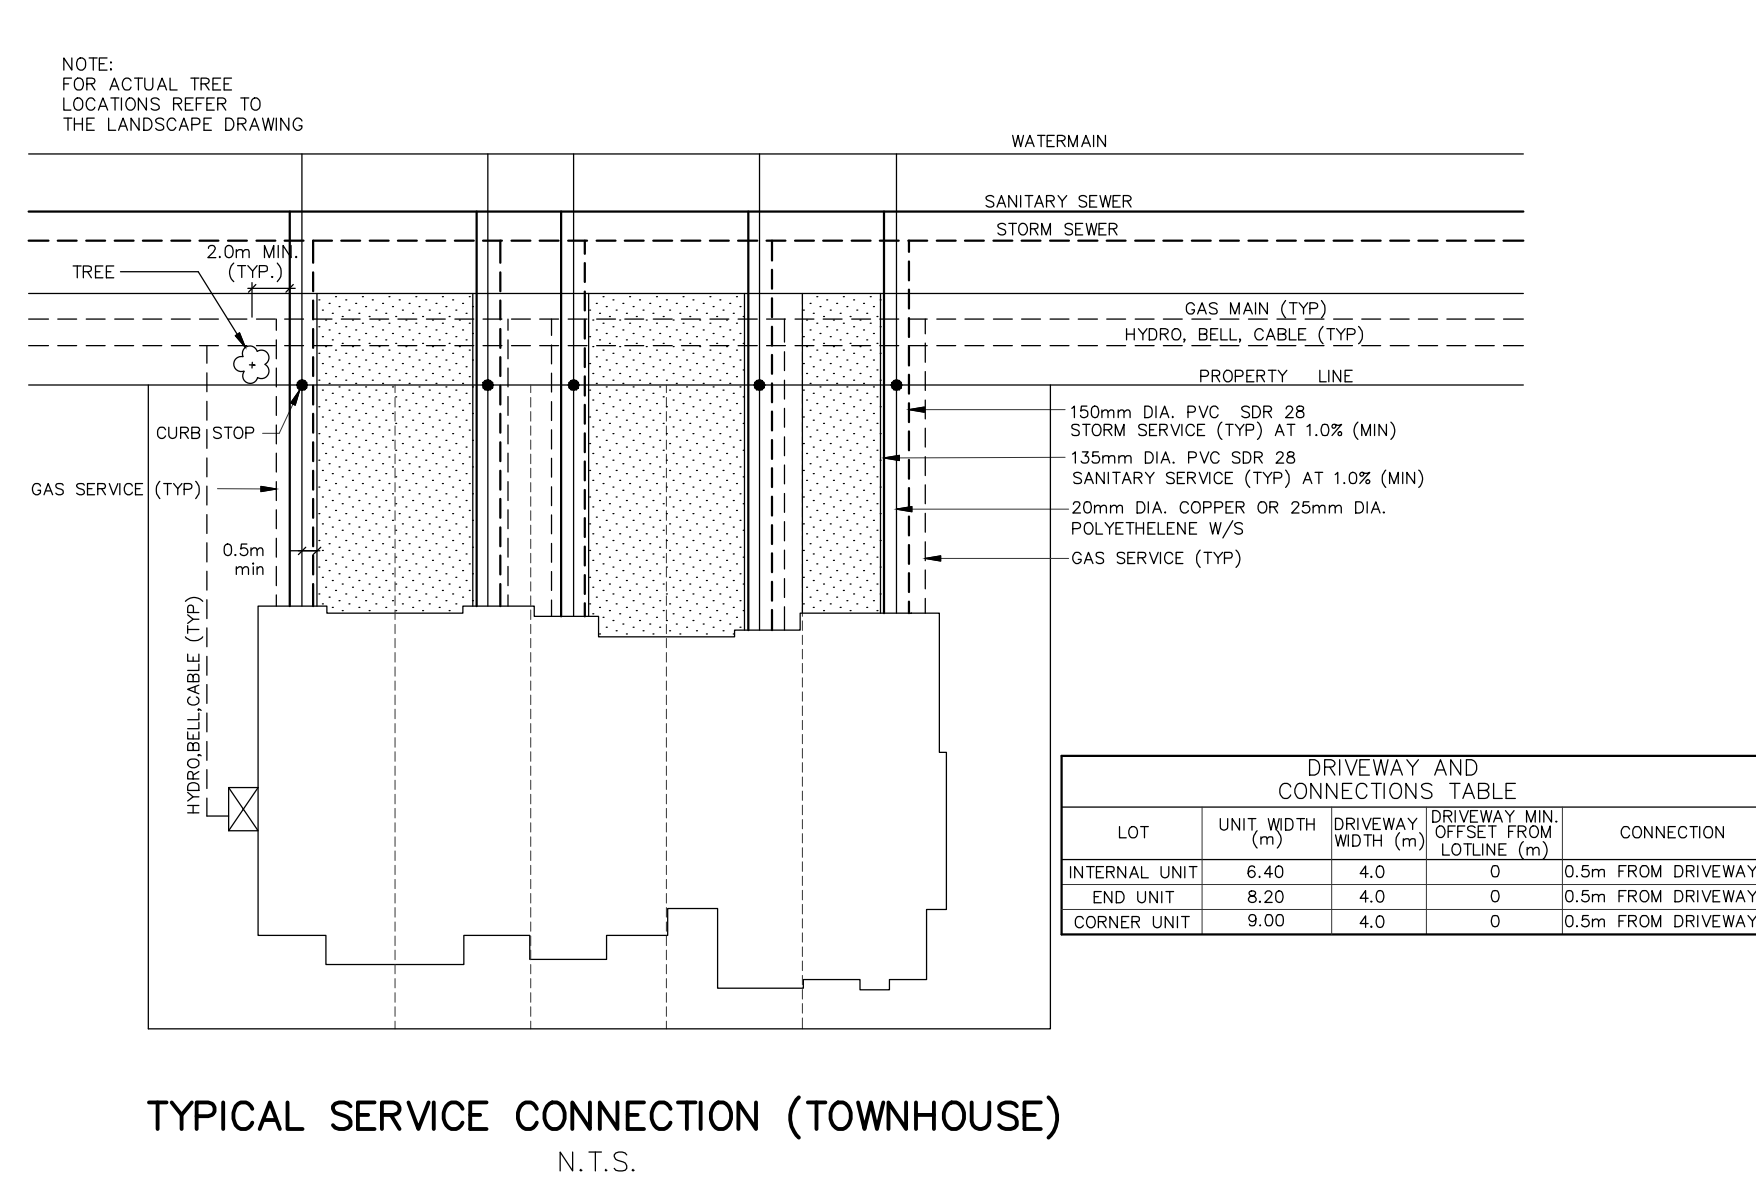 NOTE:
FOR ACTUAL TREE
LOCATIONS REFER TO
THE LANDSCAPE DRAWING
WATERMAIN
SANITARY SEWER
STORM SEWER
2.0m MIN.
(TYP.)
TREE
GAS MAIN (TYP)
HYDRO, BELL, CABLE (TYP)
PROPERTY LINE
CURB STOP
GAS SERVICE (TYP)
0.5m
min
HYDRO,BELL,CABLE (TYP)
150mm DIA. PVC SDR 28
STORM SERVICE (TYP) AT 1.0% (MIN)
135mm DIA. PVC SDR 28
SANITARY SERVICE (TYP) AT 1.0% (MIN)
20mm DIA. COPPER OR 25mm DIA.
POLYETHELENE W/S
GAS SERVICE (TYP)
DRIVEWAY AND
CONNECTIONS TABLE
LOT UNIT WIDTH (m) DRIVEWAY WIDTH (m) DRIVEWAY MIN. OFFSET FROM LOTLINE (m) CONNECTION
INTERNAL UNIT 6.40 4.0 0 0.5m FROM DRIVEWAY
END UNIT 8.20 4.0 0 0.5m FROM DRIVEWAY
CORNER UNIT 9.00 4.0 0 0.5m FROM DRIVEWAY
TYPICAL SERVICE CONNECTION (TOWNHOUSE)
N.T.S.